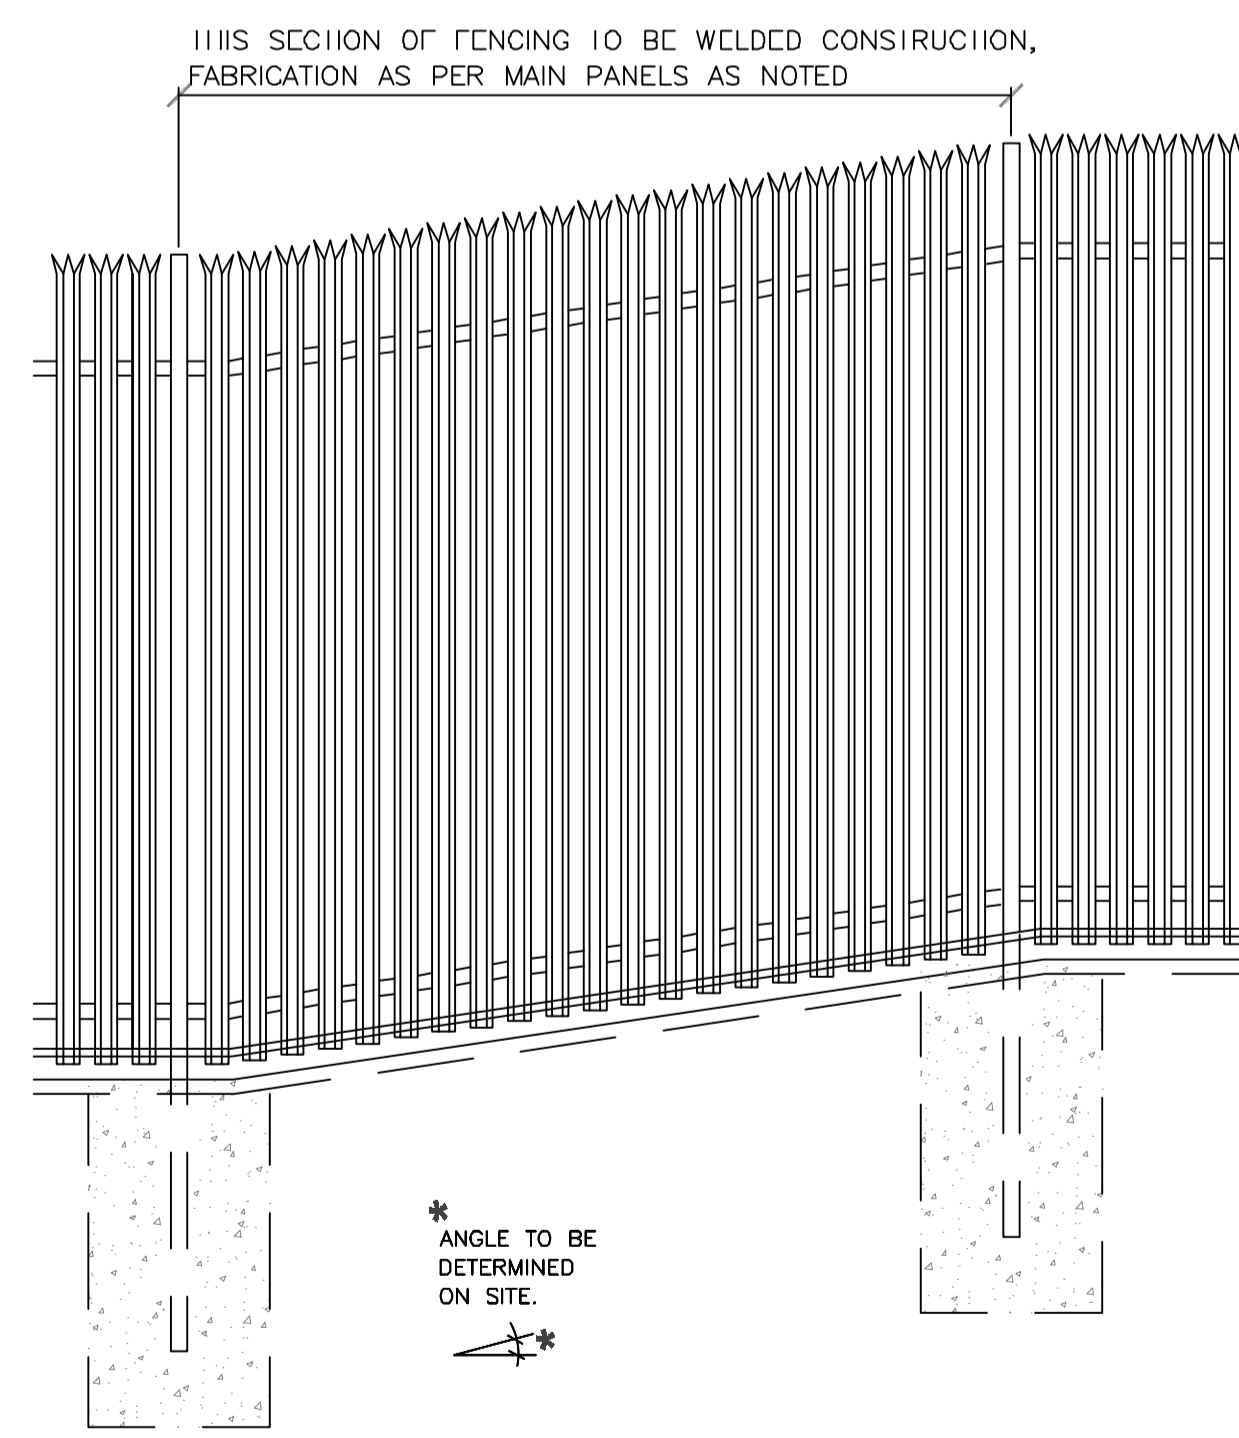 THIS SECTION OF FENCING TO BE WELDED CONSTRUCTION,
FABRICATION AS PER MAIN PANELS AS NOTED
*
ANGLE TO BE
DETERMINED
ON SITE.
*